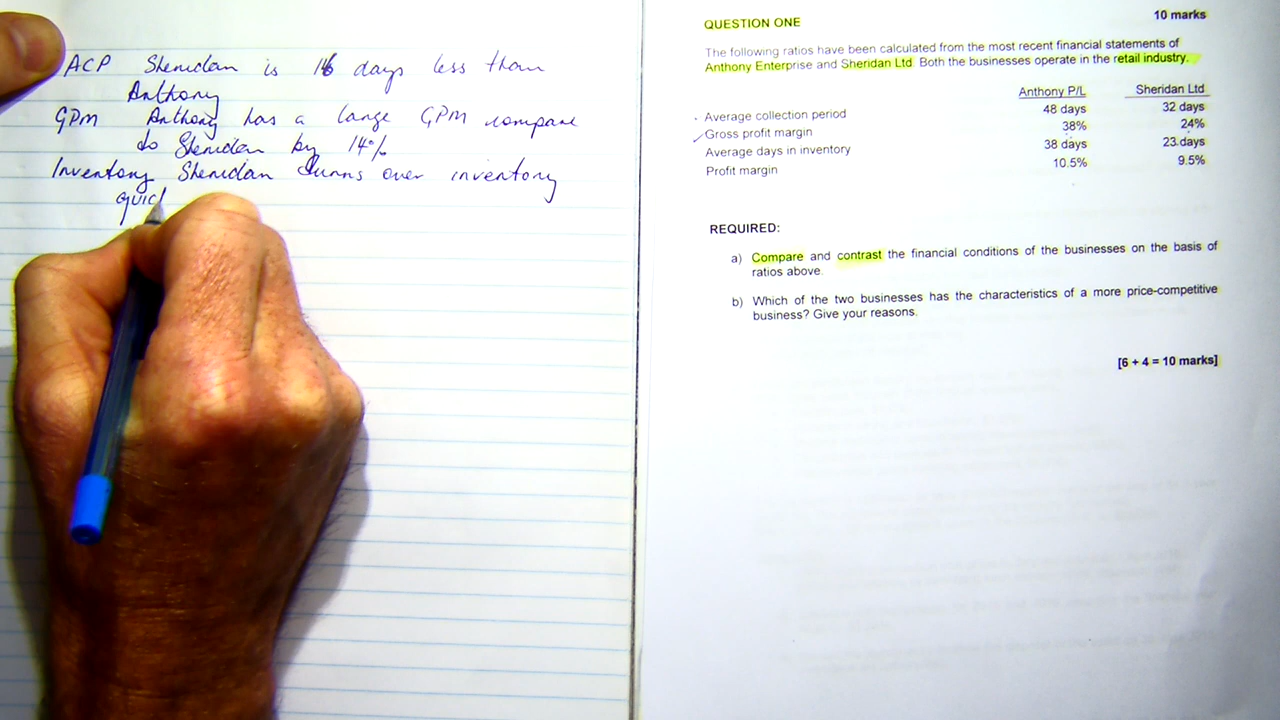 ACP Sheridan is 16 days less than
Anthony
GPM Anthony has a large GPM compare
to Sheridan by 14%
Inventory Sheridan turns over inventory
quicl
QUESTION ONE
10 marks
The following ratios have been calculated from the most recent financial statements of
Anthony Enterprise and Sheridan Ltd Both the businesses operate in the retail industry.
Anthony P/L Sheridan Ltd
Average collection period 48 days 32 days
Gross profit margin 38% 24%
Average days in inventory 38 days 23 days
Profit margin 10.5% 9.5%
REQUIRED:
a) Compare and contrast the financial conditions of the businesses on the basis of
ratios above.
b) Which of the two businesses has the characteristics of a more price-competitive
business? Give your reasons.
[6 + 4 = 10 marks]